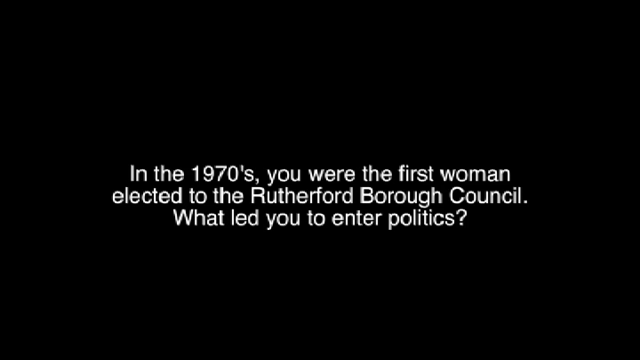 In the 1970's, you were the first woman
elected to the Rutherford Borough Council.
What led you to enter politics?